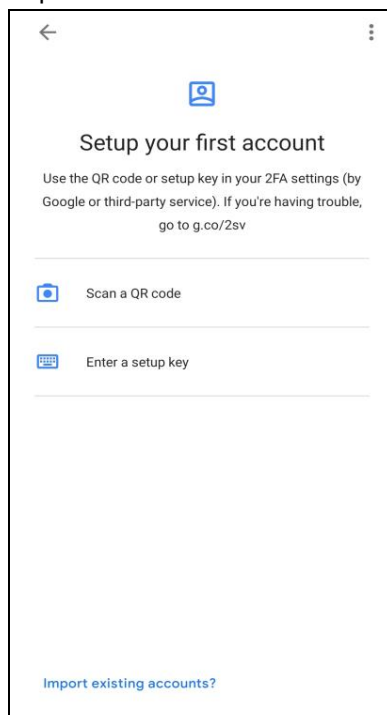 Setup your first account
Use the QR code or setup key in your 2FA settings (by
Google or third-party service). If you're having trouble,
go to g.co/2sv
Scan a QR code
Enter a setup key
Import existing accounts?